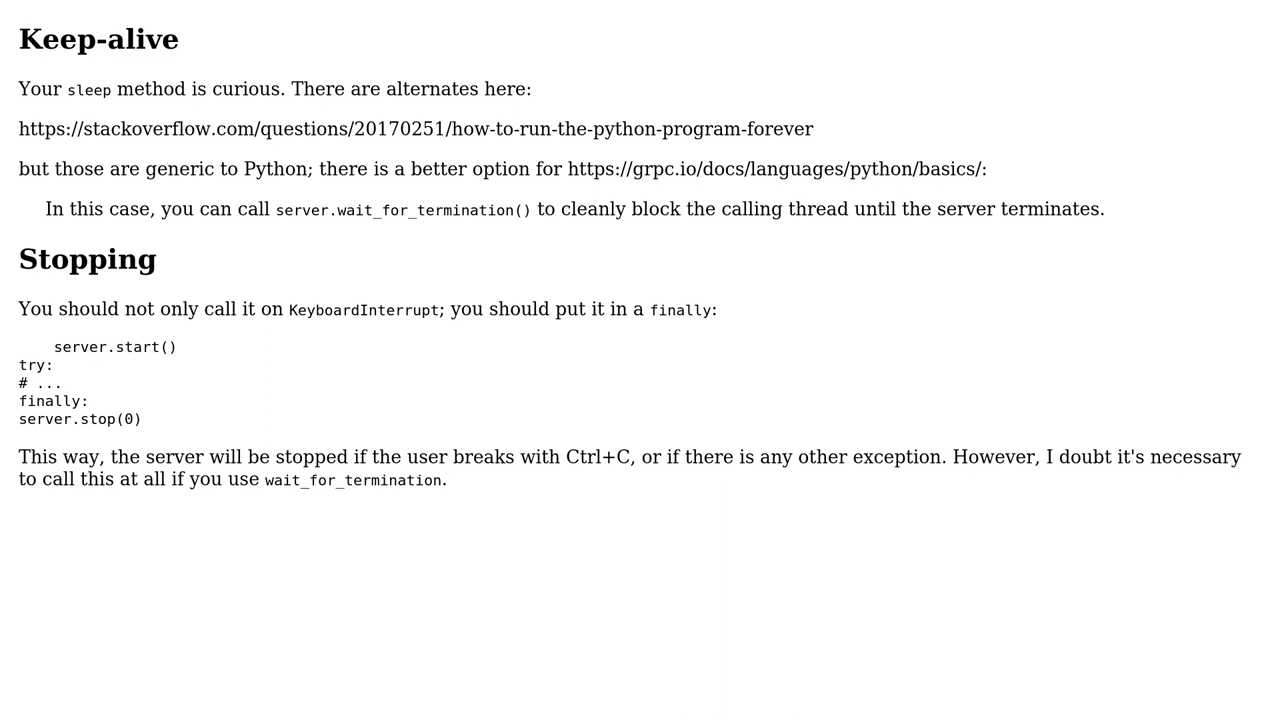 Keep-alive
Your sleep method is curious. There are alternates here:
https://stackoverflow.com/questions/20170251/how-to-run-the-python-program-forever
but those are generic to Python; there is a better option for https://grpc.io/docs/languages/python/basics/:
In this case, you can call server.wait_for_termination() to cleanly block the calling thread until the server terminates.
Stopping
You should not only call it on KeyboardInterrupt; you should put it in a finally:
    server.start()
try:
# ...
finally:
server.stop(0)
This way, the server will be stopped if the user breaks with Ctrl+C, or if there is any other exception. However, I doubt it's necessary
to call this at all if you use wait_for_termination.